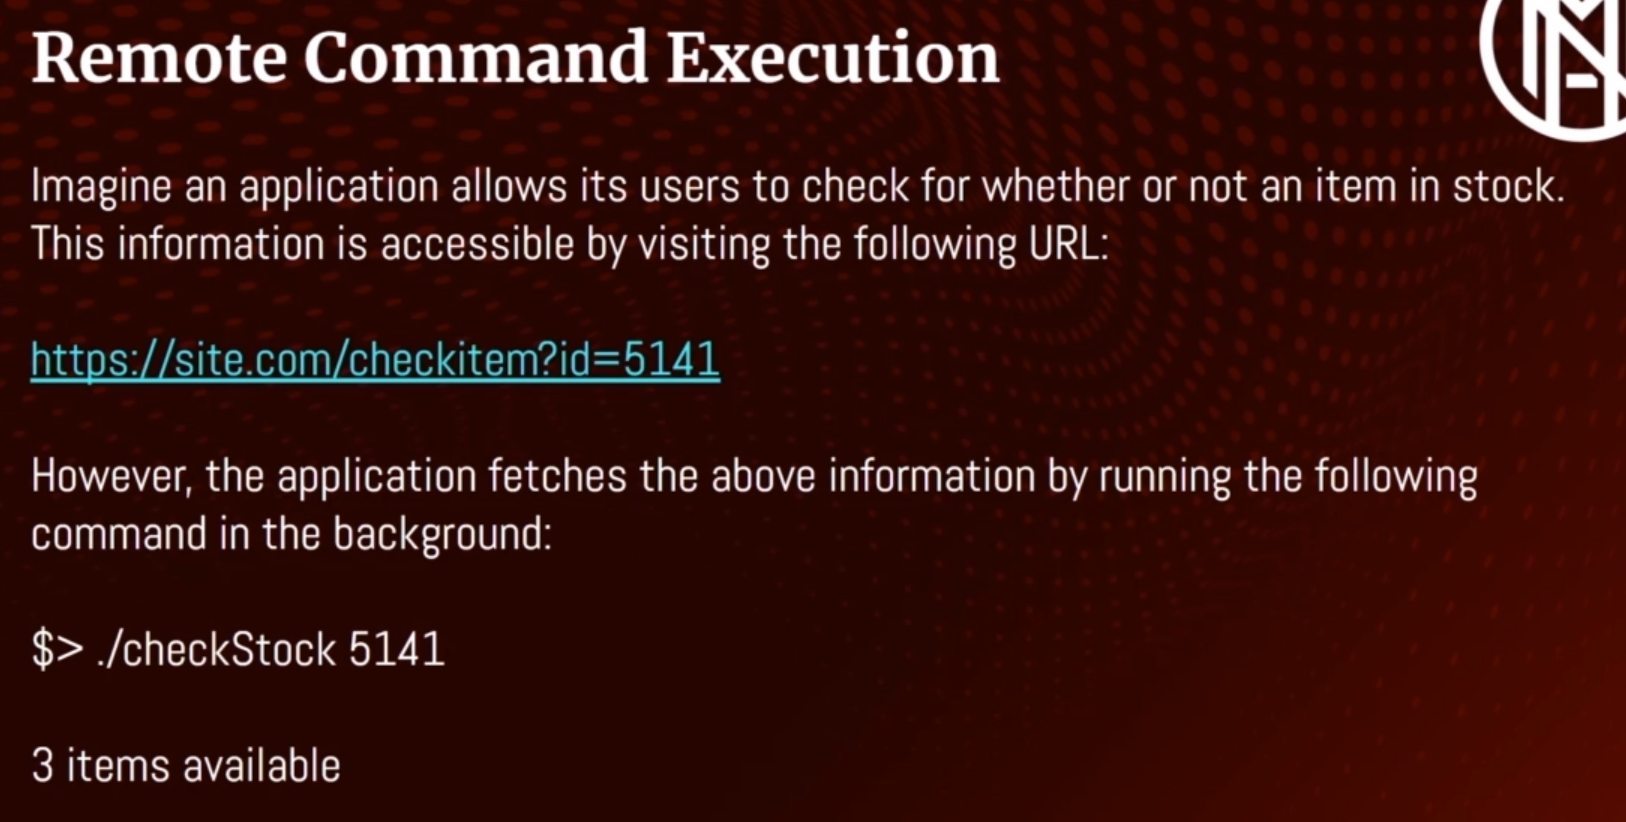 Remote Command Execution
Imagine an application allows its users to check for whether or not an item in stock.
This information is accessible by visiting the following URL:
https://site.com/checkitem?id=5141
However, the application fetches the above information by running the following
command in the background:
$> ./checkStock 5141
3 items available